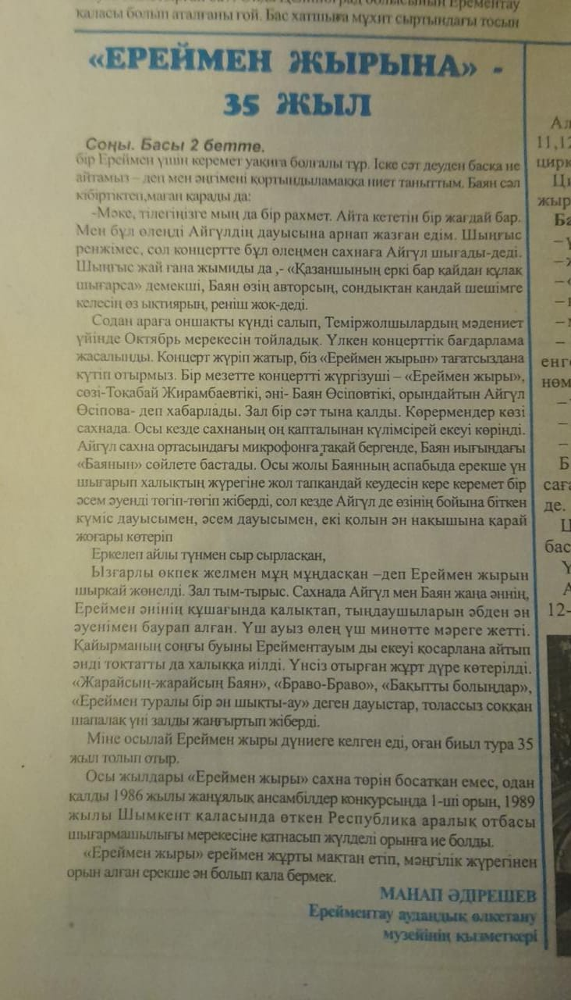 қаласы болып аталғаны ғой. Бас хатшыға мұхит сыртындағы тосын
«ЕРЕЙМЕН ЖЫРЫНА» -
35 ЖЫЛ
Соңы. Басы 2 бетте.
бір Ереймен үшін керемет уақиға болғалы тұр. Іске сәт деуден басқа не
айтамыз – деп мен әңгімені қортындыламаққа ниет таныттым. Баян сәл
кібіртіктеп,маған қарады да:
-Мәке, тілегіңізге мың да бір рахмет. Айта кететін бір жағдай бар.
Мен бұл өлеңді Айгүлдің дауысына арнап жазған едім. Шыңғыс
ренжімес, сол концертте бұл өлеңмен сахнаға Айгүл шығады-деді.
Шыңғыс жай ғана жымиды да ,- «Қазаншының еркі бар қайдан құлақ
шығарса» демекші, Баян өзің авторсың, сондықтан қандай шешімге
келесің өз ықтиярың, реніш жоқ-деді.
Содан араға оншақты күнді салып, Теміржолшылардың мәдениет
үйінде Октябрь мерекесін тойладық. Үлкен концерттік бағдарлама
жасалынды. Концерт жүріп жатыр, біз «Ереймен жырын» тағатсыздана
күтіп отырмыз. Бір мезетте концертті жүргізуші – «Ереймен жыры»,
сөзі-Тоқабай Жирамбаевтікі, әні- Баян Өсіповтікі, орындайтын Айгүл
Өсіпова- деп хабарлады. Зал бір сәт тына қалды. Көрермендер көзі
сахнада. Осы кезде сахнаның оң қапталынан күлімсірей екеуі көрінді.
Айгүл сахна ортасындағы микрофонға тақай бергенде, Баян иығындағы
«Баянын» сөйлете бастады. Осы жолы Баянның аспабыда ерекше үн
шығарып халықтың жүрегіне жол тапқандай кеудесін кере керемет бір
әсем әуенді төгіп-төгіп жіберді, сол кезде Айгүл де өзінің бойына біткен
күміс дауысымен, әсем дауысымен, екі қолын ән нақышына қарай
жоғары көтеріп
Еркелеп айлы түнмен сыр сырласқан,
Ызғарлы өкпек желмен мұң мұңдасқан –деп Ереймен жырын
шырқай жөнелді. Зал тым-тырыс. Сахнада Айгүл мен Баян жаңа әннің,
Ереймен әнінің құшағында қалықтап, тыңдаушыларын әбден ән
әуенімен баурап алған. Үш ауыз өлең үш минөтте мәреге жетті.
Қайырманың соңғы буыны Ерейментауым ды екеуі қосарлана айтып
әнді тоқтатты да халыққа иілді. Үнсіз отырған жұрт дүре көтерілді.
«Жарайсың-жарайсың Баян», «Браво-Браво», «Бақытты болыңдар»,
«Ереймен туралы бір ән шықты-ау» деген дауыстар, толассыз соққан
шапалақ үні залды жаңғыртып жіберді.
Міне осылай Ереймен жыры дүниеге келген еді, оған биыл тура 35
жыл толып отыр.
Осы жылдары «Ереймен жыры» сахна төрін босатқан емес, одан
қалды 1986 жылы жанұялық ансамбілдер конкурсында 1-ші орын, 1989
жылы Шымкент қаласында өткен Республика аралық отбасы
шығармашылығы мерекесіне қатнасып жүлделі орынға ие болды.
«Ереймен жыры» ереймен жұрты мақтан етіп, мәңгілік жүрегінен
орын алған ерекше ән болып қала бермек.
МАНАП ӘДІРЕШЕВ
Ерейментау аудандық өлкетану
музейінің қызметкері
11,12
цирк
жыр
Ба
енге
ном
саға
де.
бас
12-